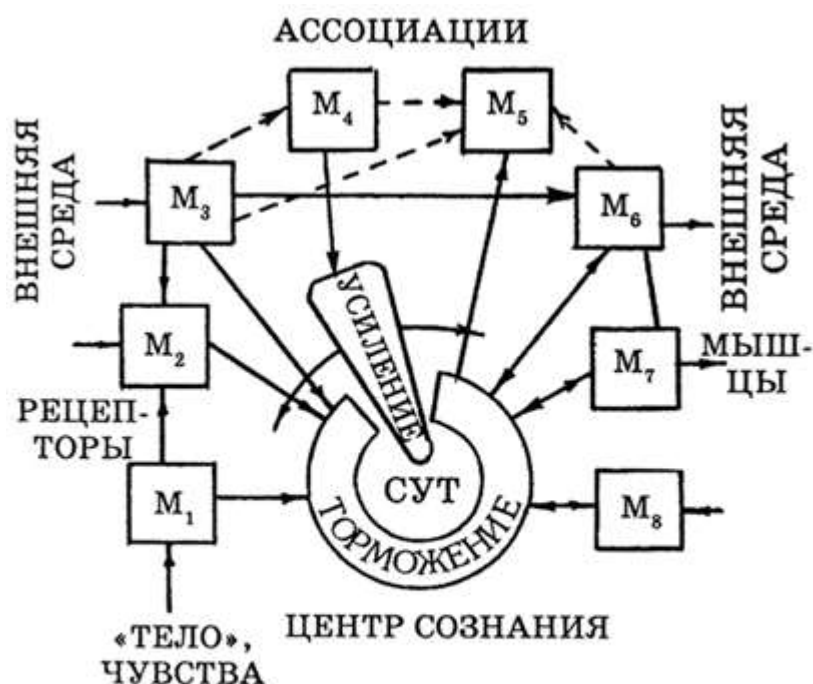 АССОЦИАЦИИ
M₄
M₅
ВНЕШНЯЯ
СРЕДА
M₃
M₆
ВНЕШНЯЯ
СРЕДА
УСИЛЕНИЕ
M₂
M₇
МЫШ-
ЦЫ
РЕЦЕП-
ТОРЫ
M₁
СУТ
M₈
ТОРМОЖЕНИЕ
«ТЕЛО»,
ЧУВСТВА
ЦЕНТР СОЗНАНИЯ